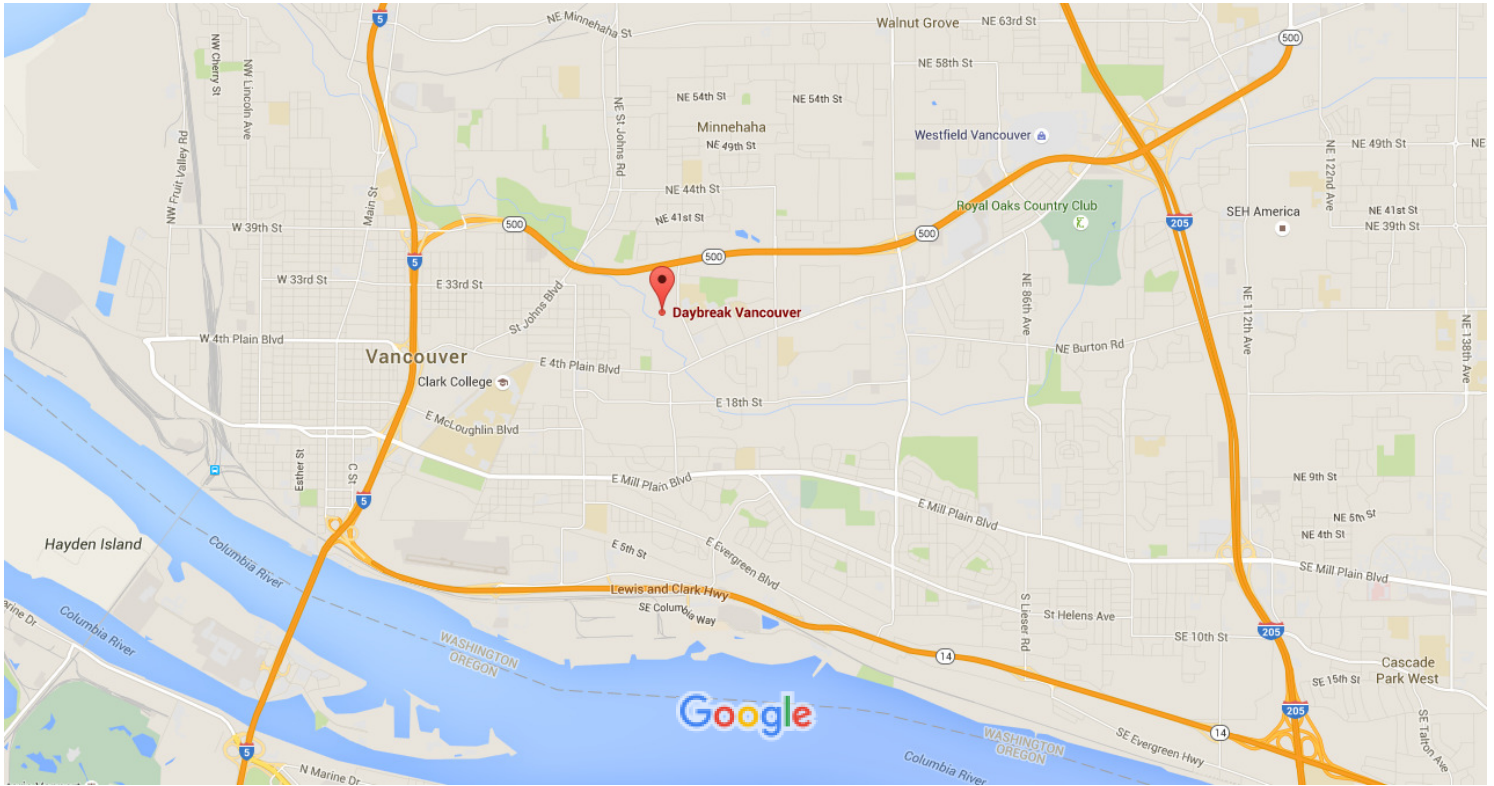 5
NE Minnehaha St
Walnut Grove
NE 63rd St
500
NW Cherry St
NW Lincoln Ave
NE 58th St
NE St Johns Rd
NE 54th St
NE 54th St
Minnehaha
NE 49th St
Westfield Vancouver
NE 49th St
NE
NE 122nd Ave
NW Fruit Valley Rd
Main St
NE 44th St
NE 41st St
Royal Oaks Country Club
205
SEH America
NE 41st St
NE 39th St
W 39th St
500
500
500
5
W 33rd St
E 33rd St
St Johns Blvd
Daybreak Vancouver
NE 86th Ave
NE 112th Ave
NE 138th Ave
W 4th Plain Blvd
Vancouver
E 4th Plain Blvd
NE Burton Rd
Clark College
E 18th St
E McLoughlin Blvd
Esther St
C St
5
E Mill Plain Blvd
E Mill Plain Blvd
NE 9th St
NE 5th St
NE 4th St
Hayden Island
Columbia River
E 5th St
E Evergreen Blvd
SE Mill Plain Blvd
Lewis and Clark Hwy
SE Columbia Way
S Lieser Rd
St Helens Ave
SE 10th St
205
Columbia River
WASHINGTON
OREGON
14
Cascade
Park West
SE 15th St
Google
205
14
SE Talton Ave
WASHINGTON
OREGON
SE Evergreen Hwy
Columbia River
5
N Marine Dr